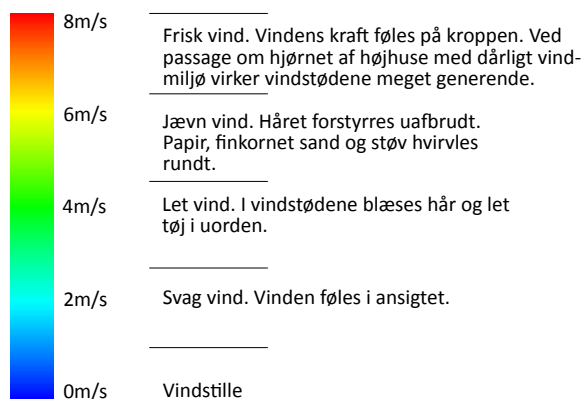 8m/s
Frisk vind. Vindens kraft føles på kroppen. Ved
passage om hjørnet af højhuse med dårligt vind-
miljø virker vindstødene meget generende.
6m/s
Jævn vind. Håret forstyrres uafbrudt.
Papir, finkornet sand og støv hvirvles
rundt.
4m/s
Let vind. I vindstødene blæses hår og let
tøj i uorden.
2m/s
Svag vind. Vinden føles i ansigtet.
0m/s
Vindstille